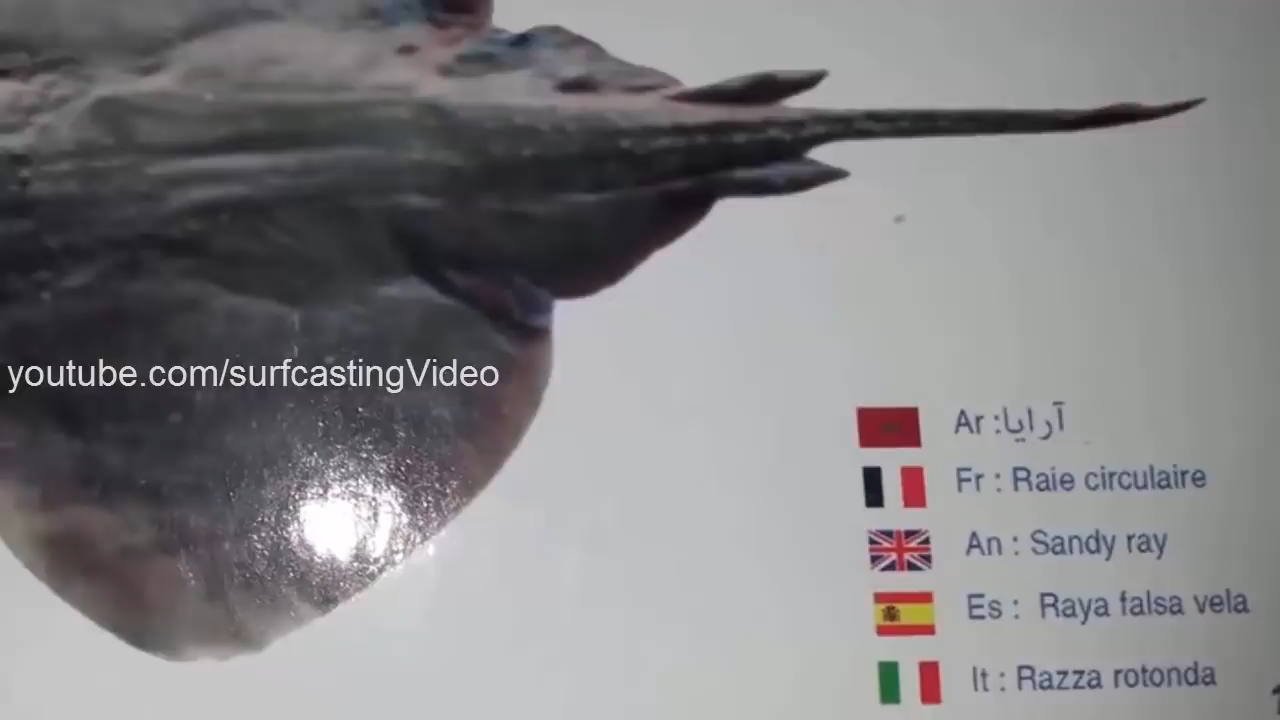 youtube.com/surfcastingVideo
Ar :آرايا
Fr : Raie circulaire
An : Sandy ray
Es : Raya falsa vela
It : Razza rotonda